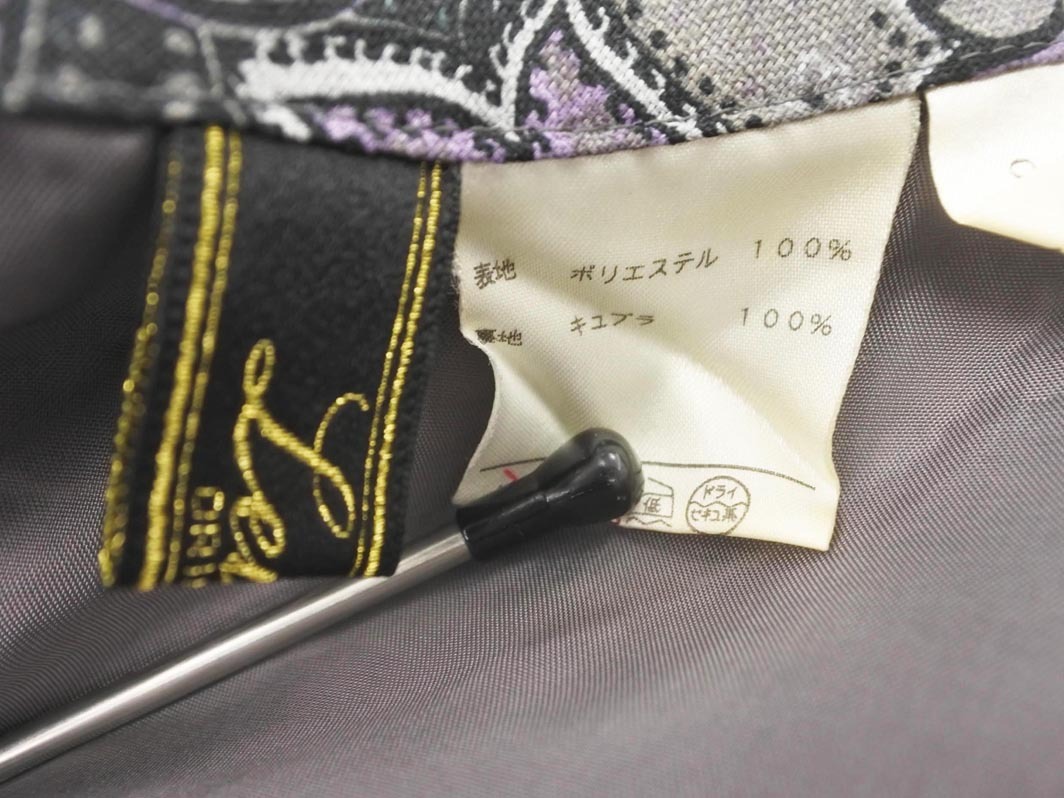 表地 ポリエステル 100%
裏地 キュプラ 100%
低
ドライ
セキユ系